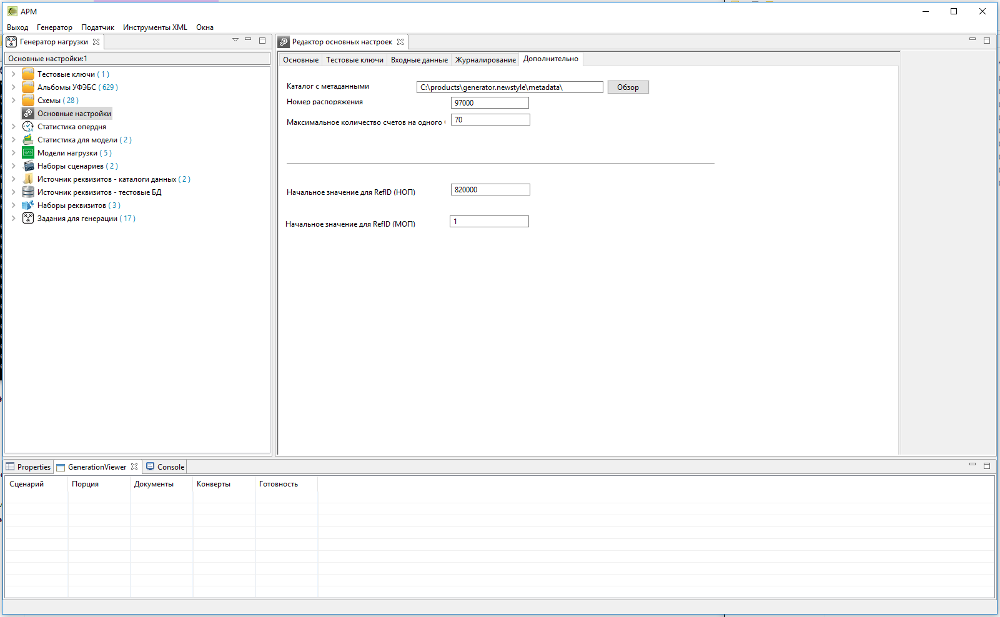 АРМ
Выход Генератор Податчик Инструменты XML Окна
Генератор нагрузки
Основные настройки:1
Тестовые ключи ( 1 )
Альбомы УФЭБС ( 629 )
Схемы ( 28 )
Основные настройки
Статистика опердня
Статистика для модели ( 2 )
Модели нагрузки ( 5 )
Наборы сценариев ( 2 )
Источник реквизитов - каталоги данных ( 2 )
Источник реквизитов - тестовые БД
Наборы реквизитов ( 3 )
Задания для генерации ( 17 )
Редактор основных настроек
Основные Тестовые ключи Входные данные Журналирование Дополнительно
Каталог с метаданными C:\products\generator.newstyle\metadata\ Обзор
Номер распоряжения 97000
Максимальное количество счетов на одного 70
Начальное значение для RefID (НОП) 820000
Начальное значение для RefID (МОП) 1
Properties GenerationViewer Console
Сценарий Порция Документы Конверты Готовность